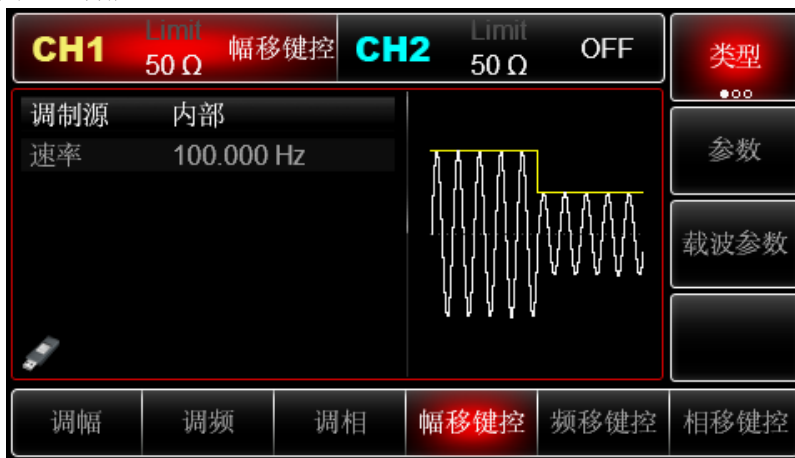 CH1 Limit 50 Ω 幅移键控 CH2 Limit 50 Ω OFF
类型
调制源 内部
速率 100.000 Hz
参数
载波参数
调幅 调频 调相 幅移键控 频移键控 相移键控